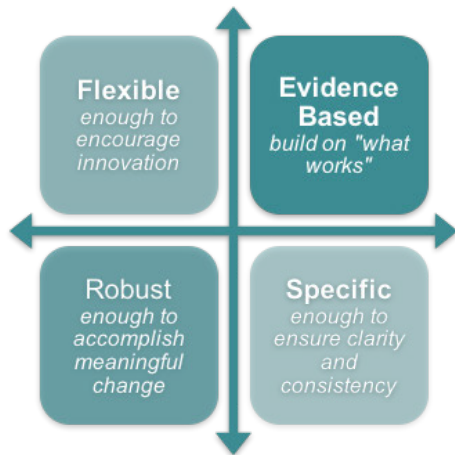 Flexible
enough to
encourage
innovation
Evidence
Based
build on "what
works"
Robust
enough to
accomplish
meaningful
change
Specific
enough to
ensure clarity
and
consistency